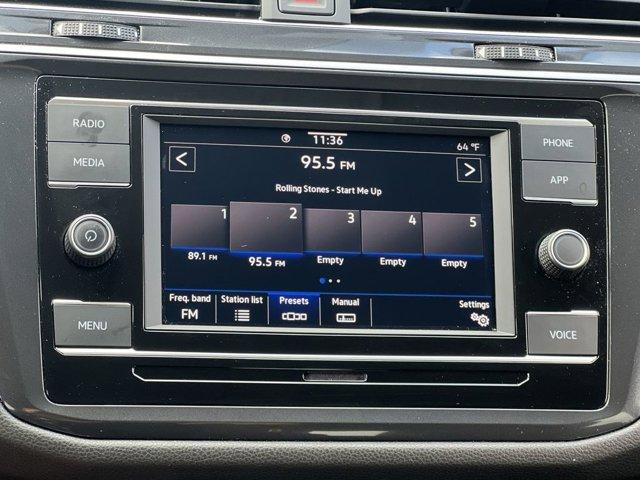 RADIO
MEDIA
MENU
PHONE
APP
VOICE
11:36
64 °F
95.5 FM
Rolling Stones - Start Me Up
1
2
3
4
5
89.1 FM
95.5 FM
Empty
Empty
Empty
Freq. band
FM
Station list
Presets
Manual
Settings